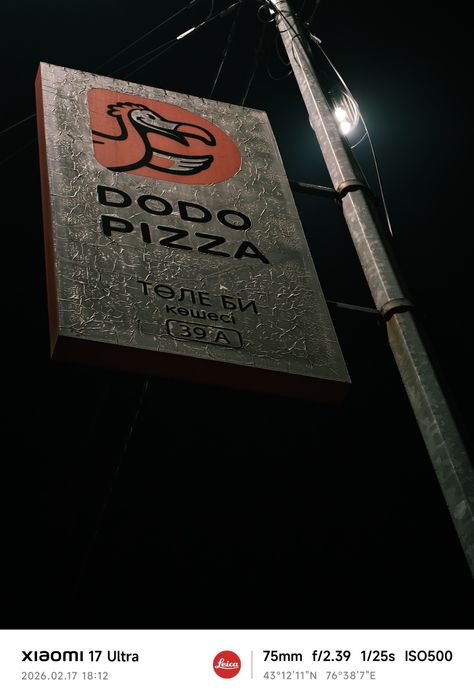 DODO
PIZZA
ТӨЛЕ БИ
көшесі
39 А
XIAOMI 17 Ultra
2026.02.17 18:12
Leica
75mm f/2.39 1/25s ISO500
43°12'11"N 76°38'7"E